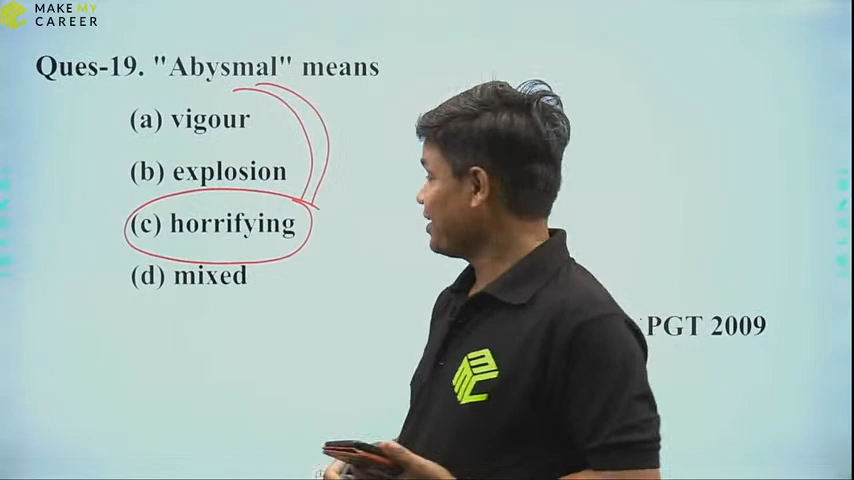 MAKE MY
CAREER
Ques-19. "Abysmal" means
(a) vigour
(b) explosion
(c) horrifying
(d) mixed
PGT 2009